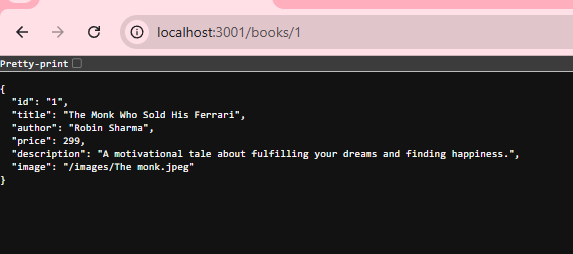 localhost:3001/books/1
Pretty-print
{
"id": "1",
"title": "The Monk Who Sold His Ferrari",
"author": "Robin Sharma",
"price": 299,
"description": "A motivational tale about fulfilling your dreams and finding happiness.",
"image": "/images/The monk.jpeg"
}